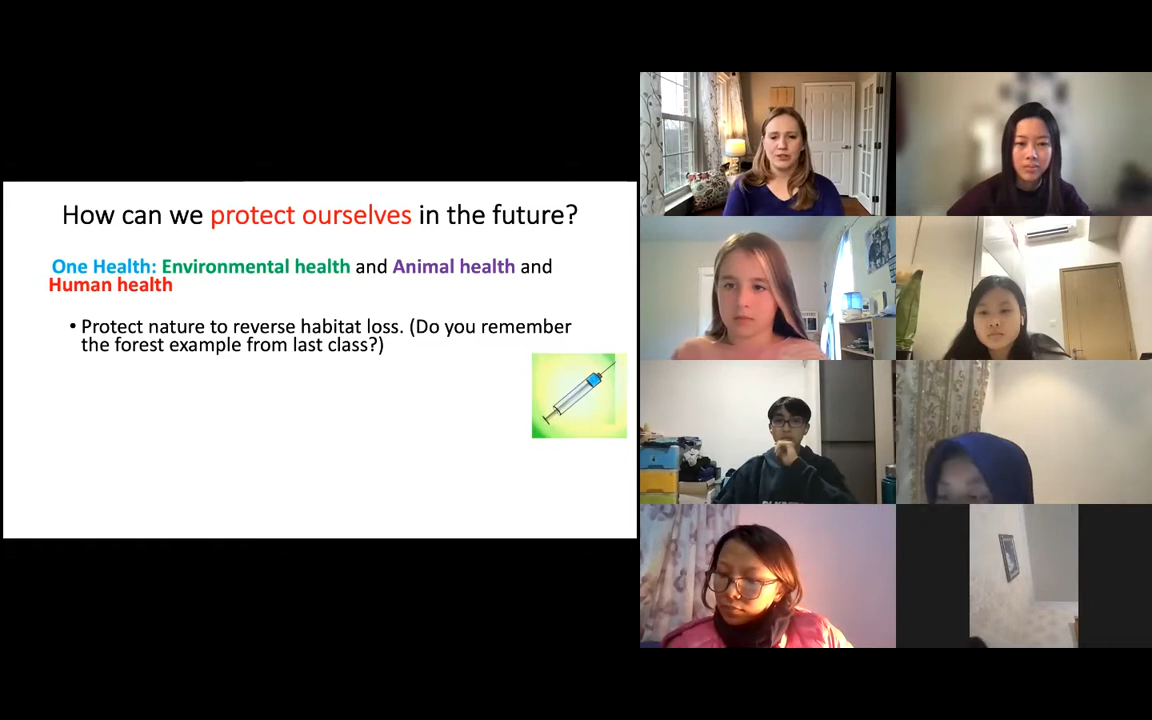 How can we protect ourselves in the future?
One Health: Environmental health and Animal health and
Human health
• Protect nature to reverse habitat loss. (Do you remember
the forest example from last class?)